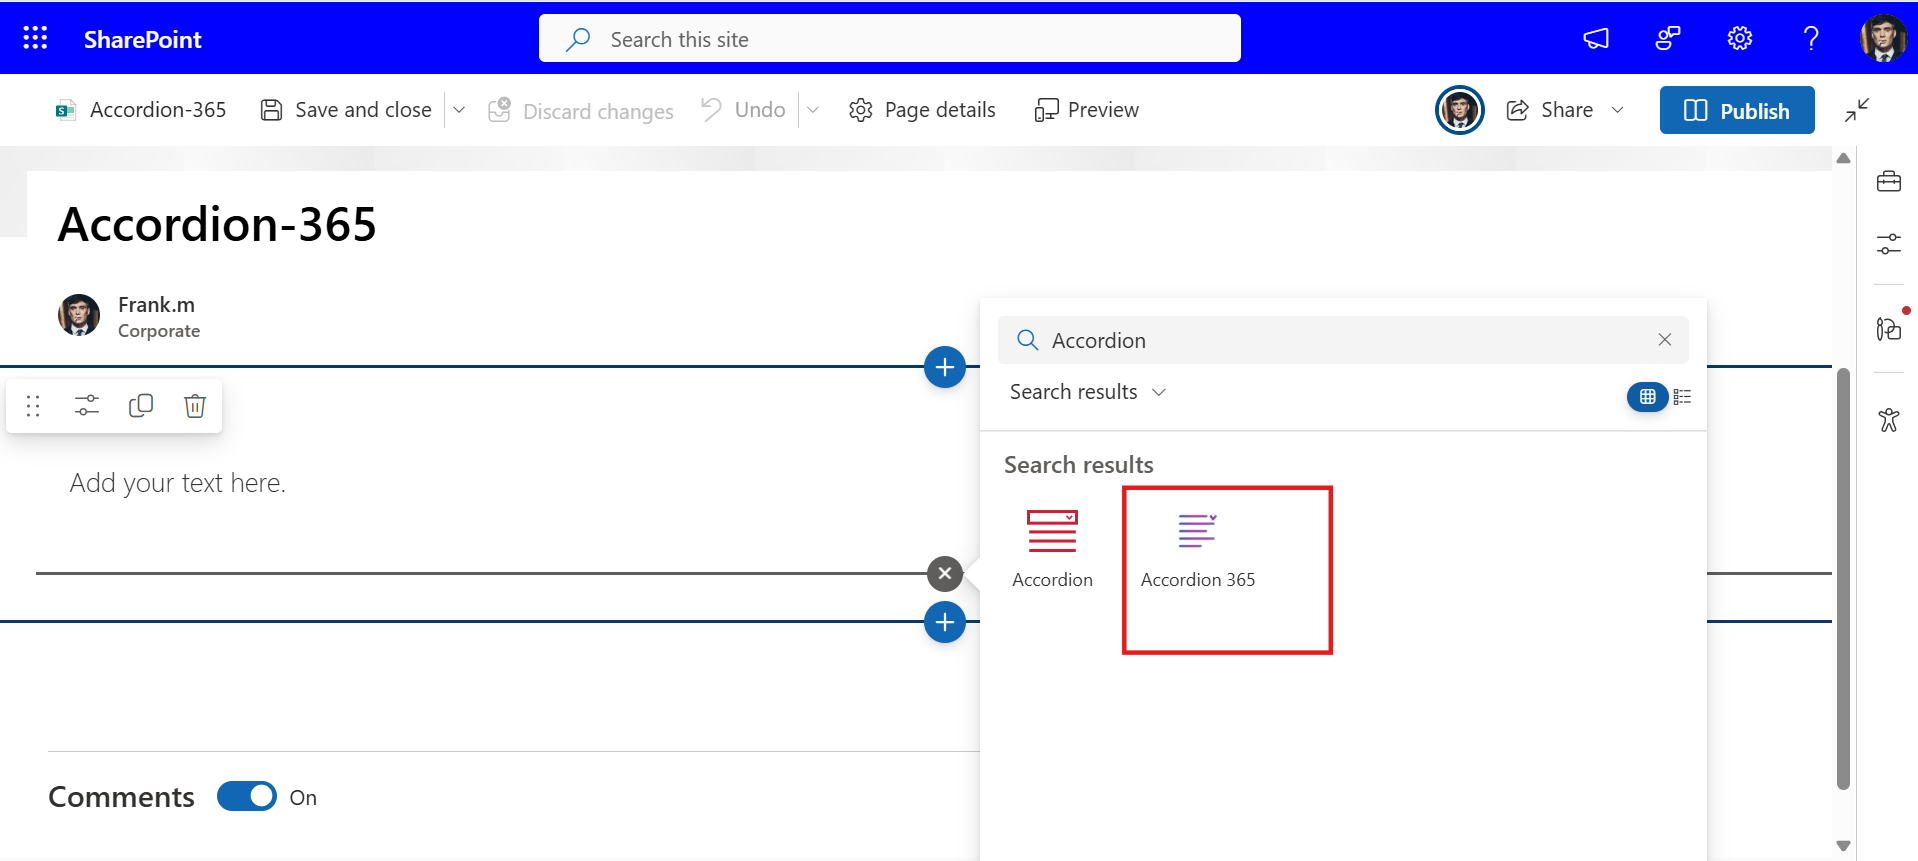 SharePoint
Search this site
Accordion-365
Save and close
Discard changes
Undo
Page details
Preview
Share
Publish
Accordion-365
Frank.m
Corporate
Accordion
Search results
Add your text here.
Search results
Accordion
Accordion 365
Comments
On